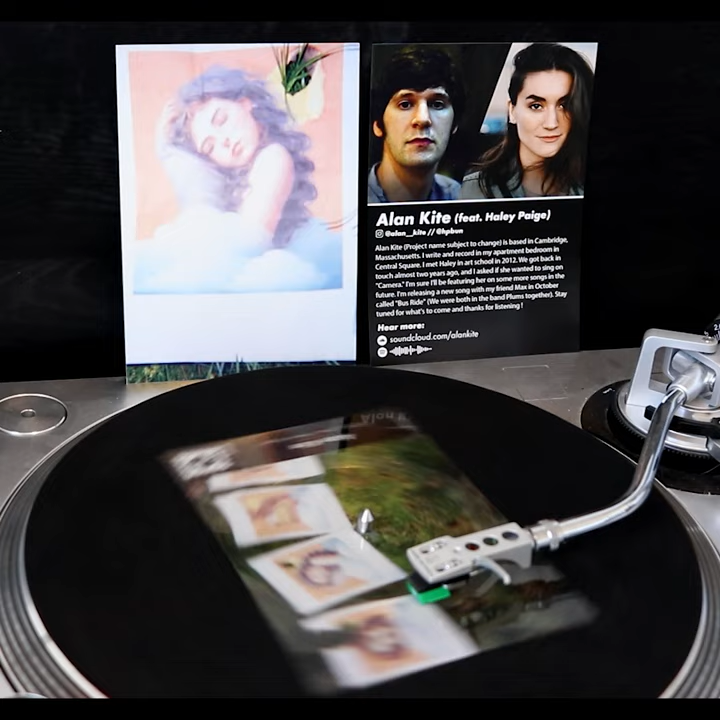 Alan Kite (feat. Haley Paige)
@alan__kite // @hpbun
Alan Kite (Project name subject to change) is based in Cambridge,
Massachusetts. I write and record in my apartment bedroom in
Central Square. I met Haley in art school in 2012. We got back in
touch almost two years ago, and I asked if she wanted to sing on
"Camera." I'm sure I'll be featuring her on some more songs in the
future. I'm releasing a new song with my friend Max in October
called "Bus Ride" (We were both in the band Plums together). Stay
tuned for what's to come and thanks for listening !
Hear more:
soundcloud.com/alankite